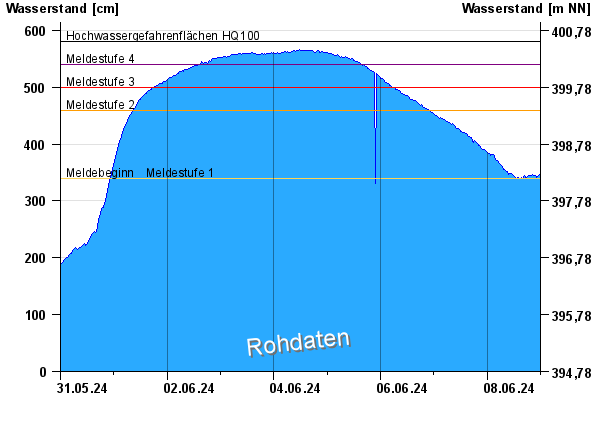 Wasserstand [cm] Wasserstand [m NN]
600 Hochwassergefahrenflächen HQ100 400,78
Meldestufe 4
500 Meldestufe 3 399,78
Meldestufe 2
400 398,78
Meldebeginn Meldestufe 1
300 397,78
200 396,78
100 395,78
Rohdaten
0 394,78
31.05.24 02.06.24 04.06.24 06.06.24 08.06.24